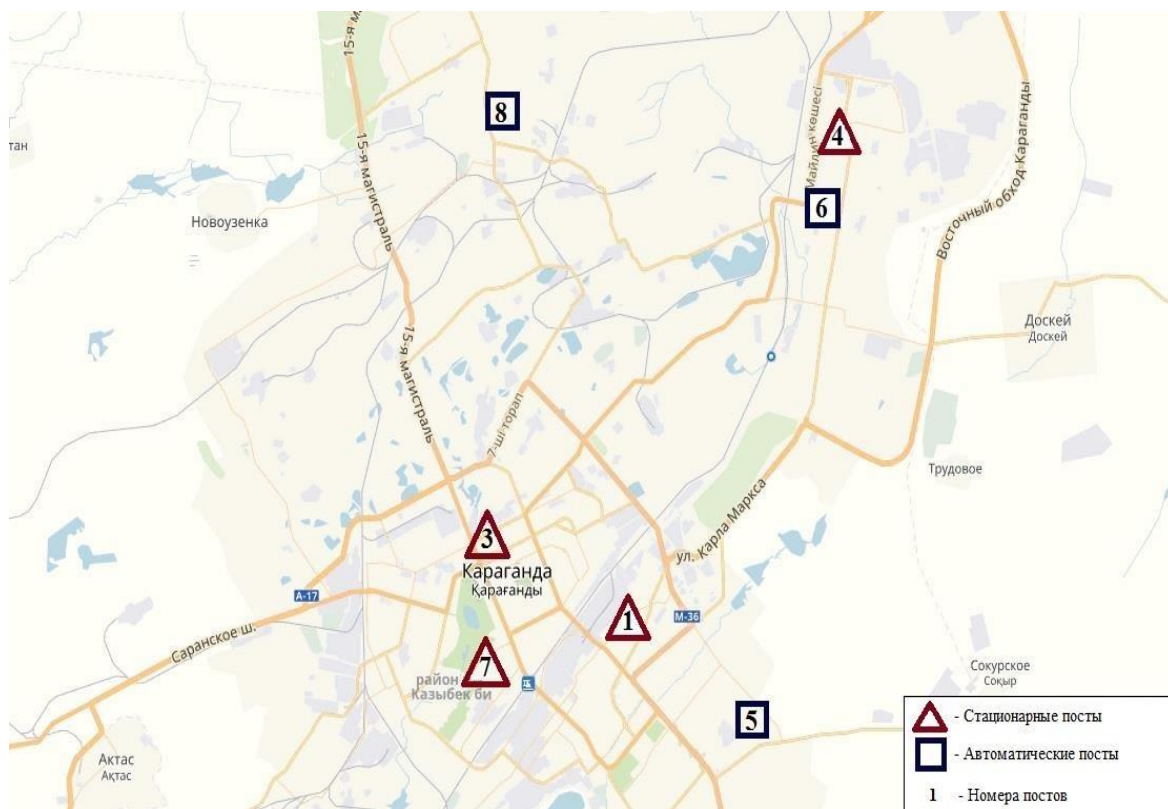 15-я м
8
Майлин көшесі
4
15-я магистраль
тан
6
Новоузенка
Восточный обход Караганды
Доскей
Доскей
15-я магистраль
7-ші торап
Трудовое
ул. Карла Маркса
3
Караганда
Қарағанды
A-17
1
M-36
Саранское ш.
7
район
Казыбек би
Сокурское
Соқыр
5
Актас
Ақтас
- Стационарные посты
- Автоматические посты
1 - Номера постов